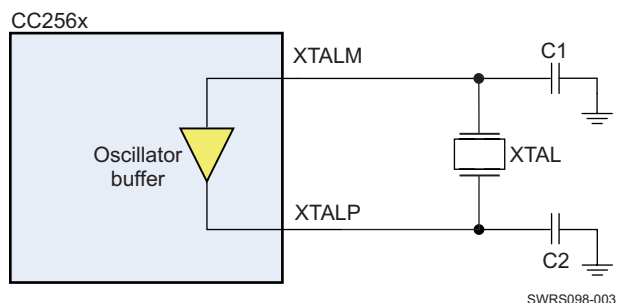 CC256x
XTALM
C1
Oscillator
buffer
XTAL
XTALP
C2
SWRS098-003